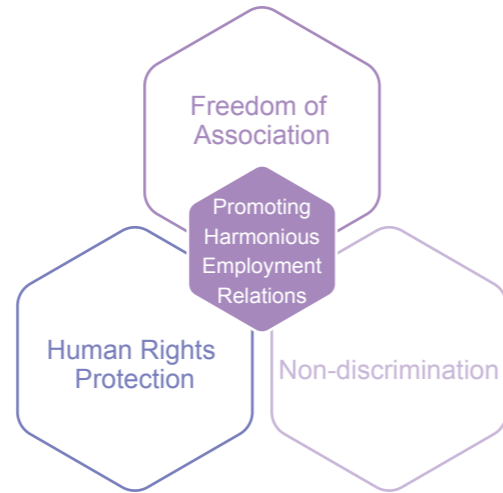 Freedom of
Association
Promoting
Harmonious
Employment
Relations
Human Rights
Protection
Non-discrimination